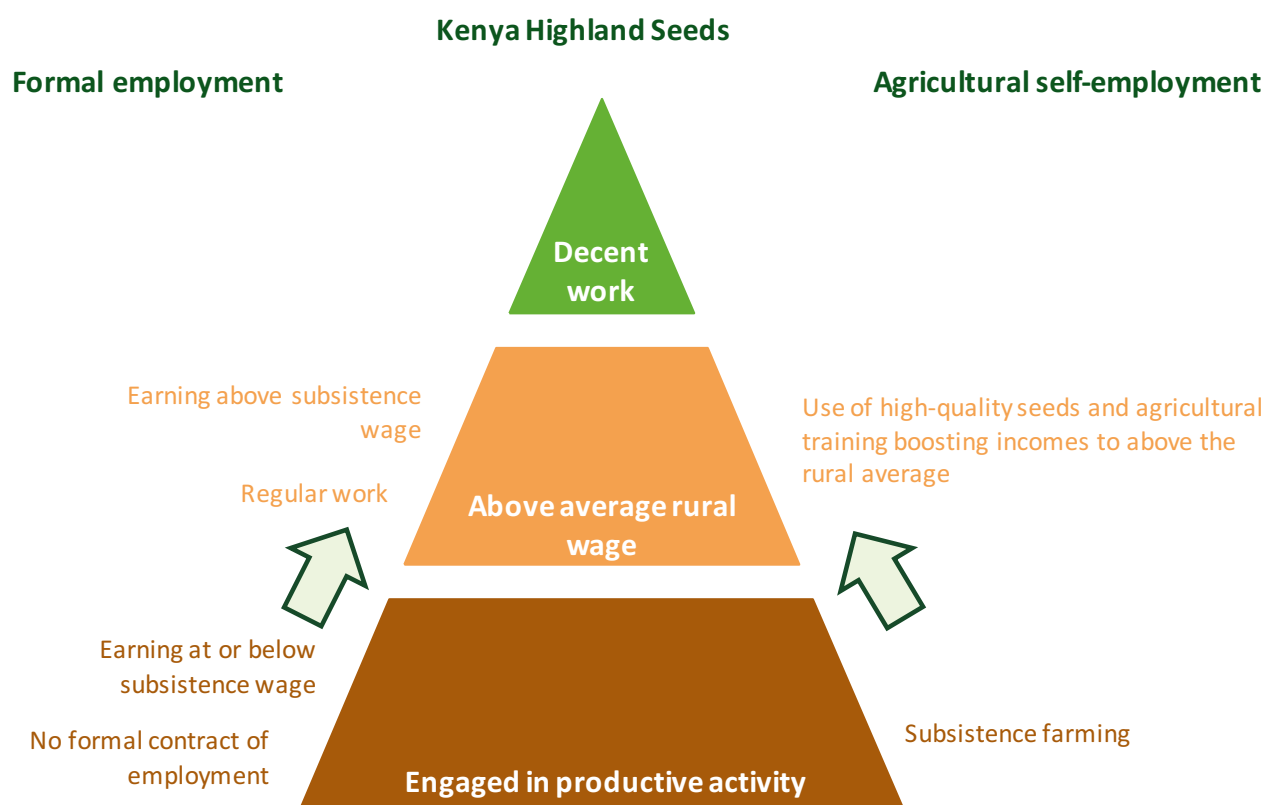 Kenya Highland Seeds
Formal employment
Agricultural self-employment
Decent
work
Earning above subsistence
wage
Regular work
Use of high-quality seeds and agricultural
training boosting incomes to above the
rural average
Above average rural
wage
Earning at or below
subsistence wage
No formal contract of
employment
Subsistence farming
Engaged in productive activity